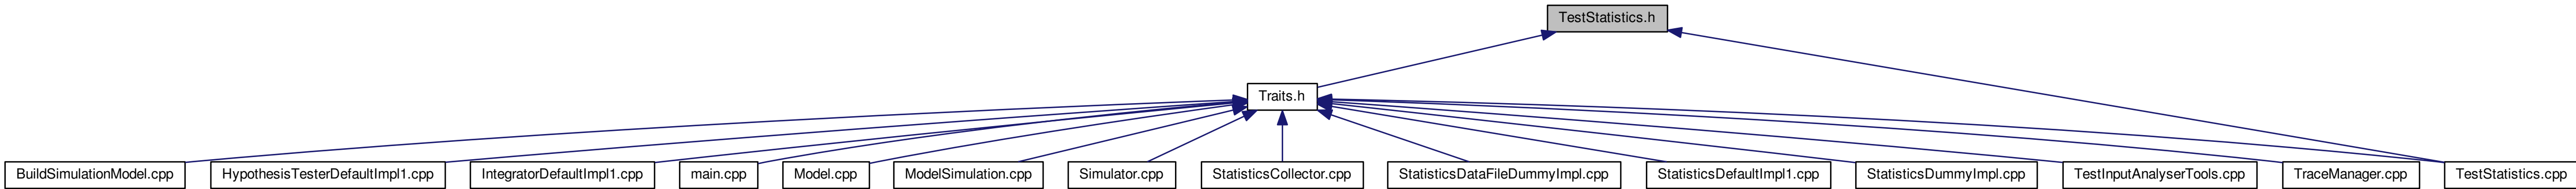 TestStatistics.h
Traits.h
BuildSimulationModel.cpp
HypothesisTesterDefaultImpl1.cpp
IntegratorDefaultImpl1.cpp
main.cpp
Model.cpp
ModelSimulation.cpp
Simulator.cpp
StatisticsCollector.cpp
StatisticsDataFileDummyImpl.cpp
StatisticsDefaultImpl1.cpp
StatisticsDummyImpl.cpp
TestInputAnalyserTools.cpp
TraceManager.cpp
TestStatistics.cpp